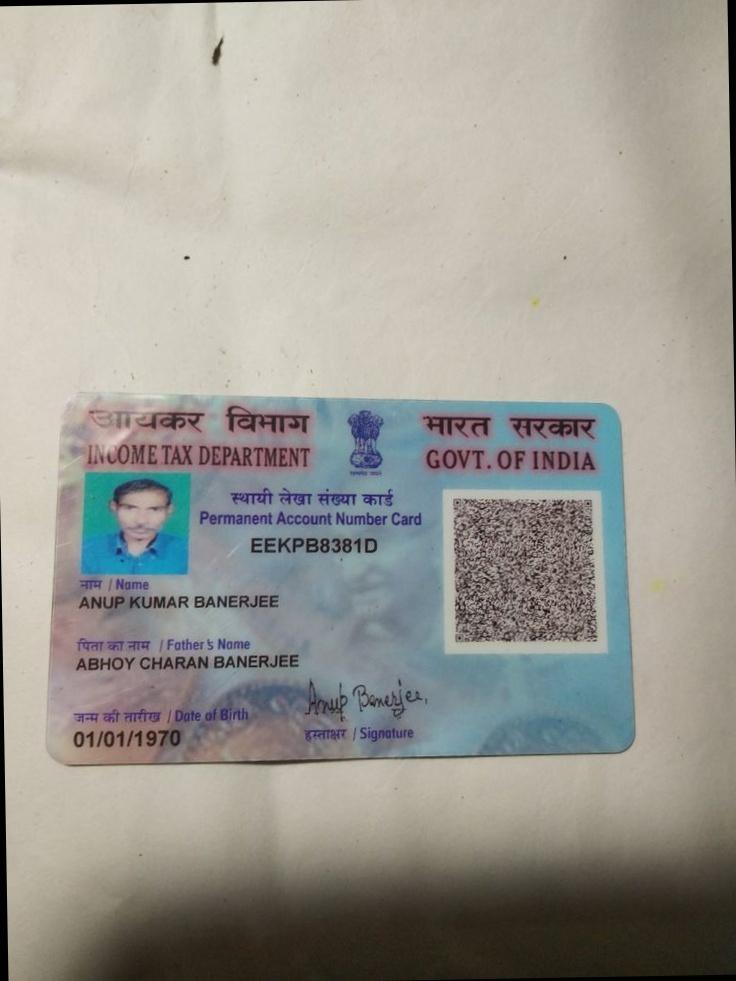 आयकर विभाग
INCOME TAX DEPARTMENT
भारत सरकार
GOVT. OF INDIA
स्थायी लेखा संख्या कार्ड
Permanent Account Number Card
EEKPB8381D
नाम / Name
ANUP KUMAR BANERJEE
पिता का नाम / Father's Name
ABHOY CHARAN BANERJEE
जन्म की तारीख / Date of Birth
01/01/1970
Anup Banerjee.
हस्ताक्षर / Signature